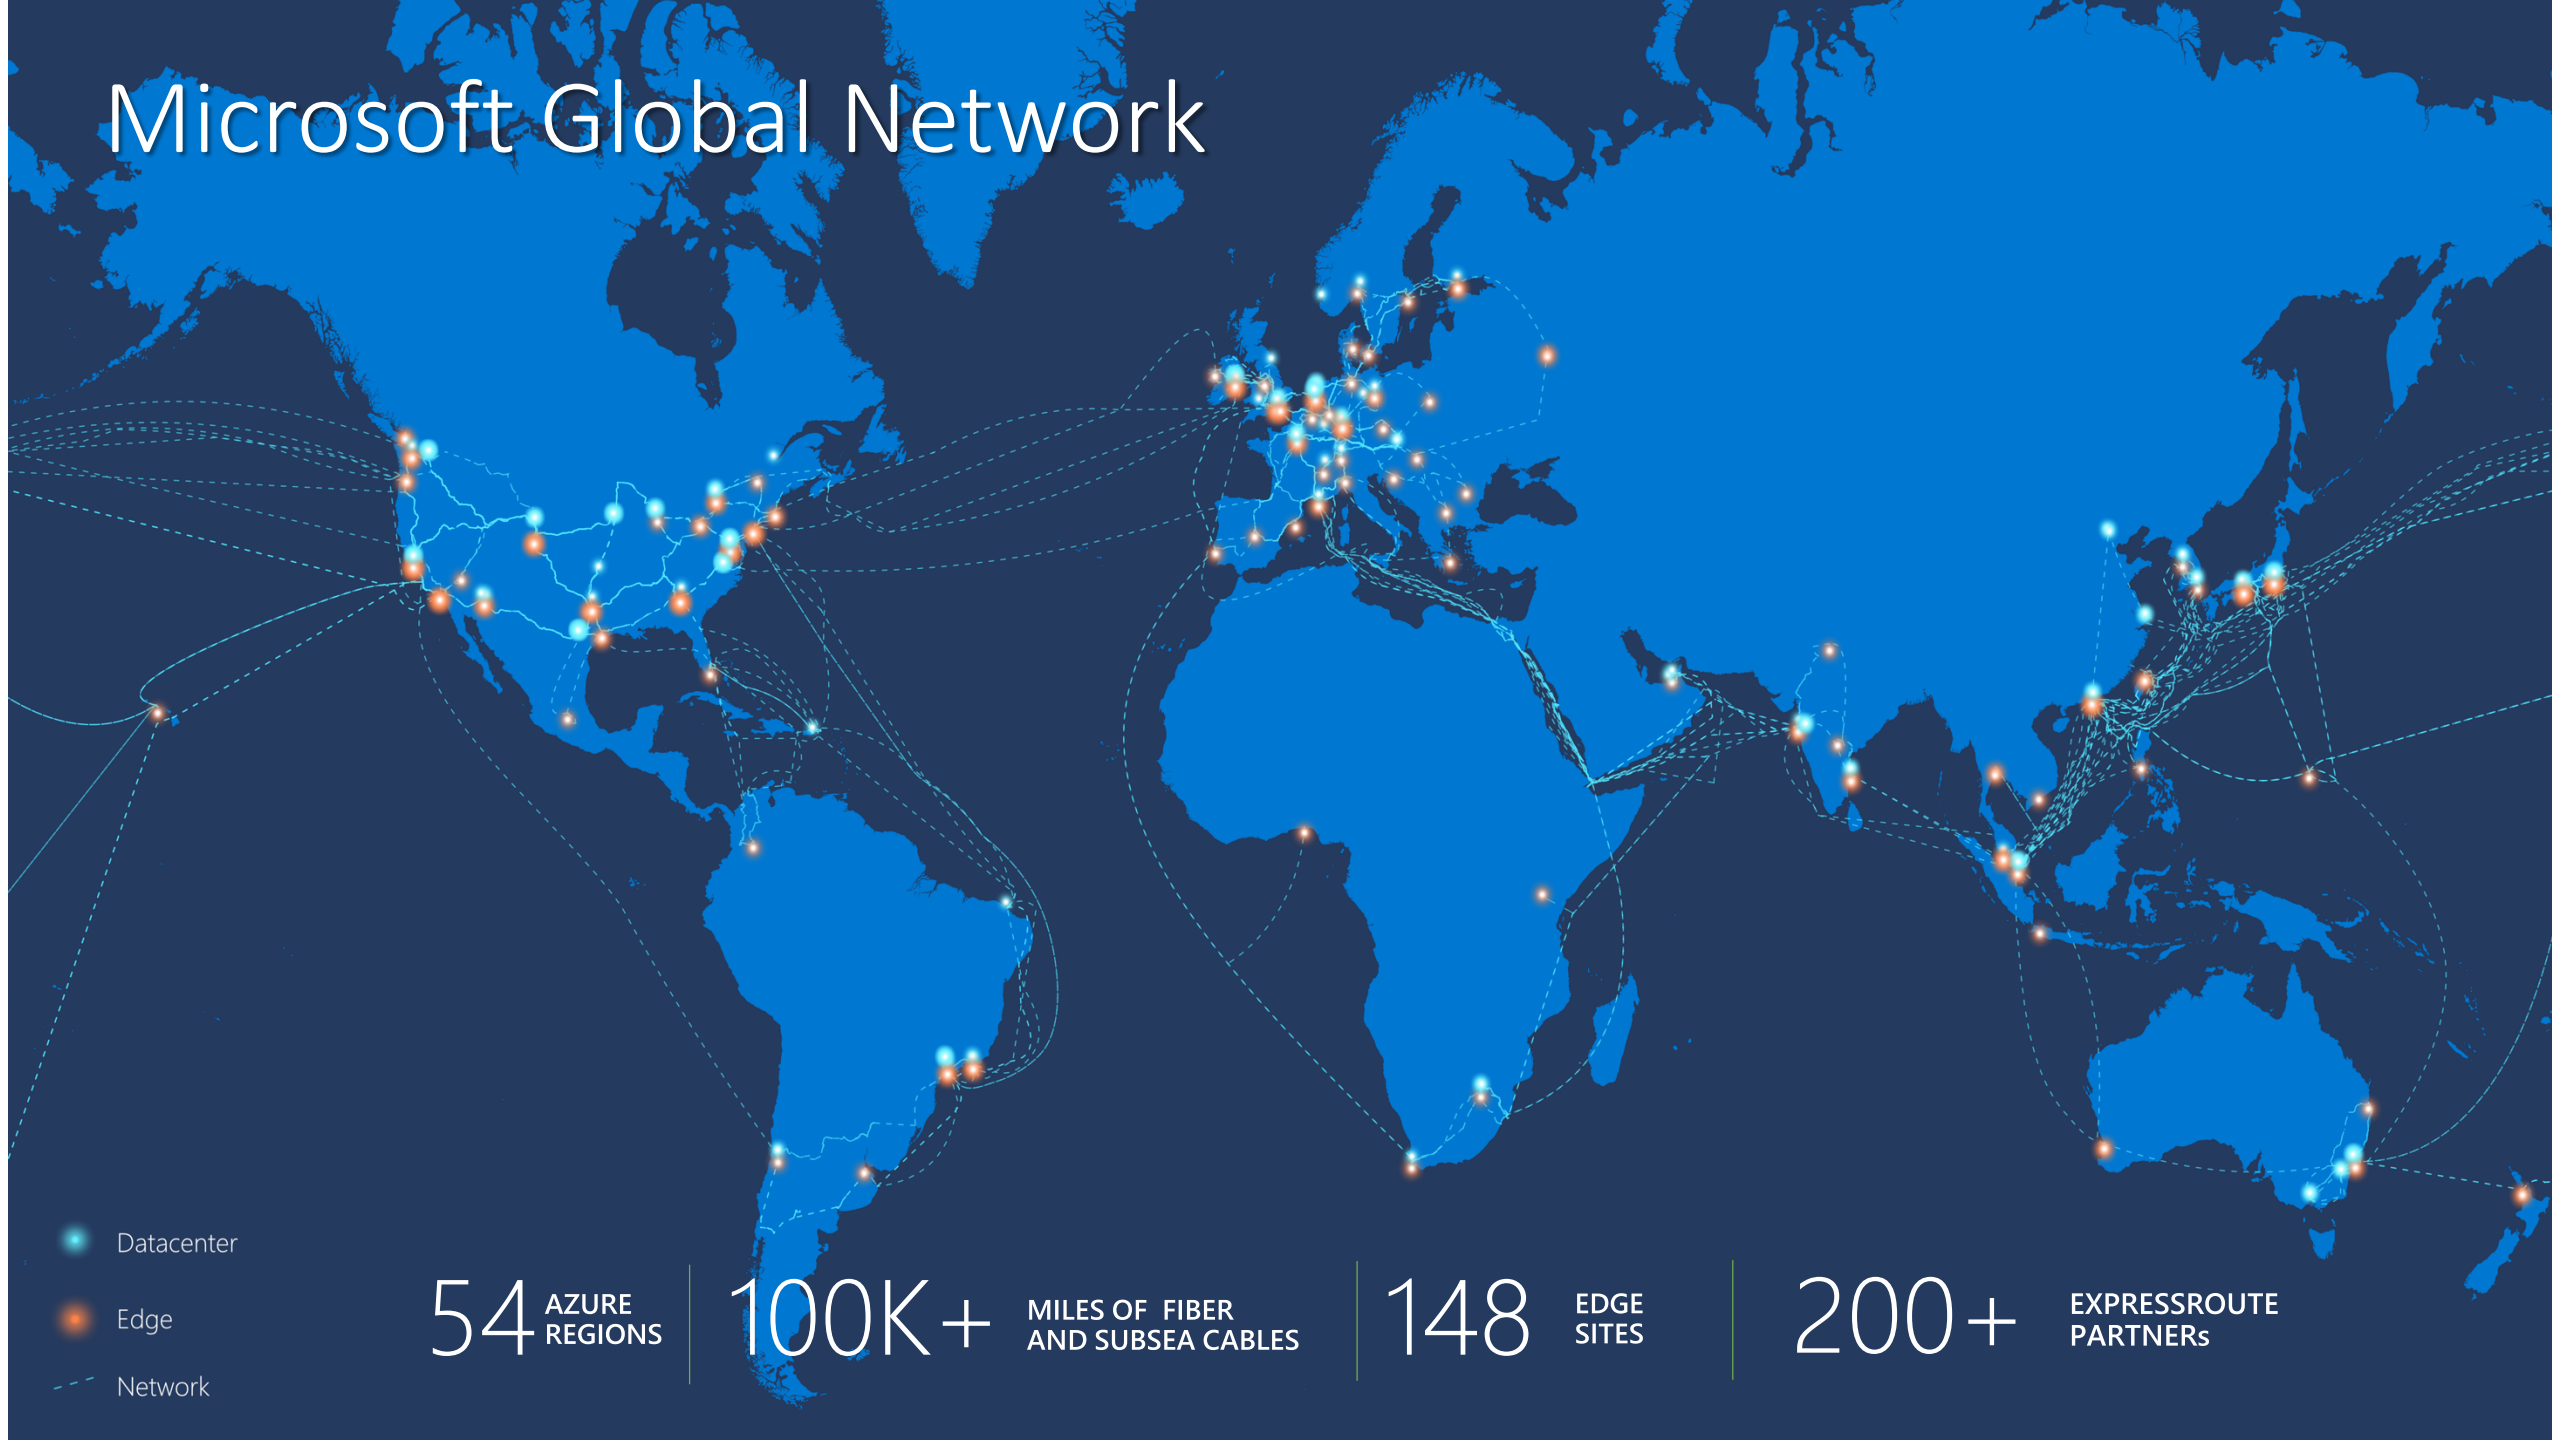 Microsoft Global Network
Datacenter
Edge
Network
54 AZURE
REGIONS
100K+ MILES OF FIBER
AND SUBSEA CABLES
148 EDGE
SITES
200+ EXPRESSROUTE
PARTNERs